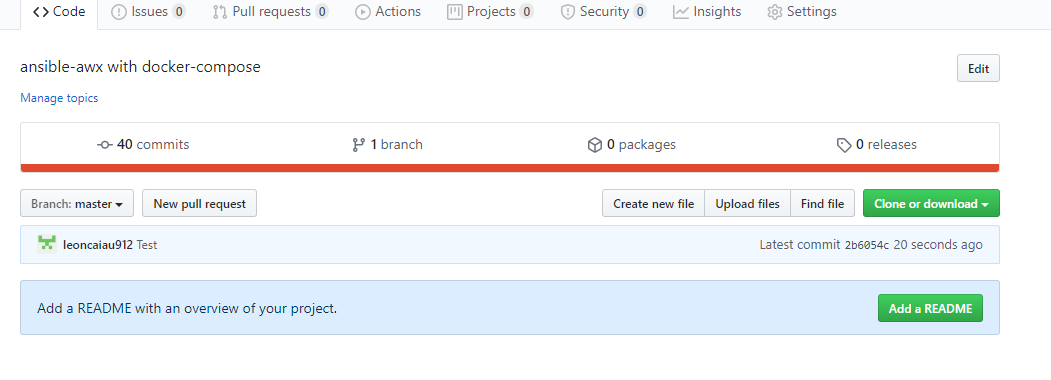 Code Issues 0 Pull requests 0 Actions Projects 0 Security 0 Insights Settings
ansible-awx with docker-compose Edit
Manage topics
40 commits 1 branch 0 packages 0 releases
Branch: master New pull request Create new file Upload files Find file Clone or download
leoncaiau912 Test Latest commit 2b6054c 20 seconds ago
Add a README with an overview of your project. Add a README